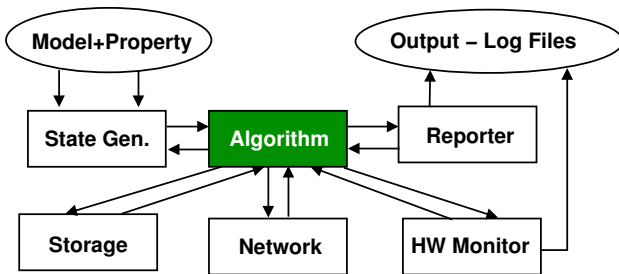 Model+Property
Output – Log Files
State Gen.
Algorithm
Reporter
Storage
Network
HW Monitor